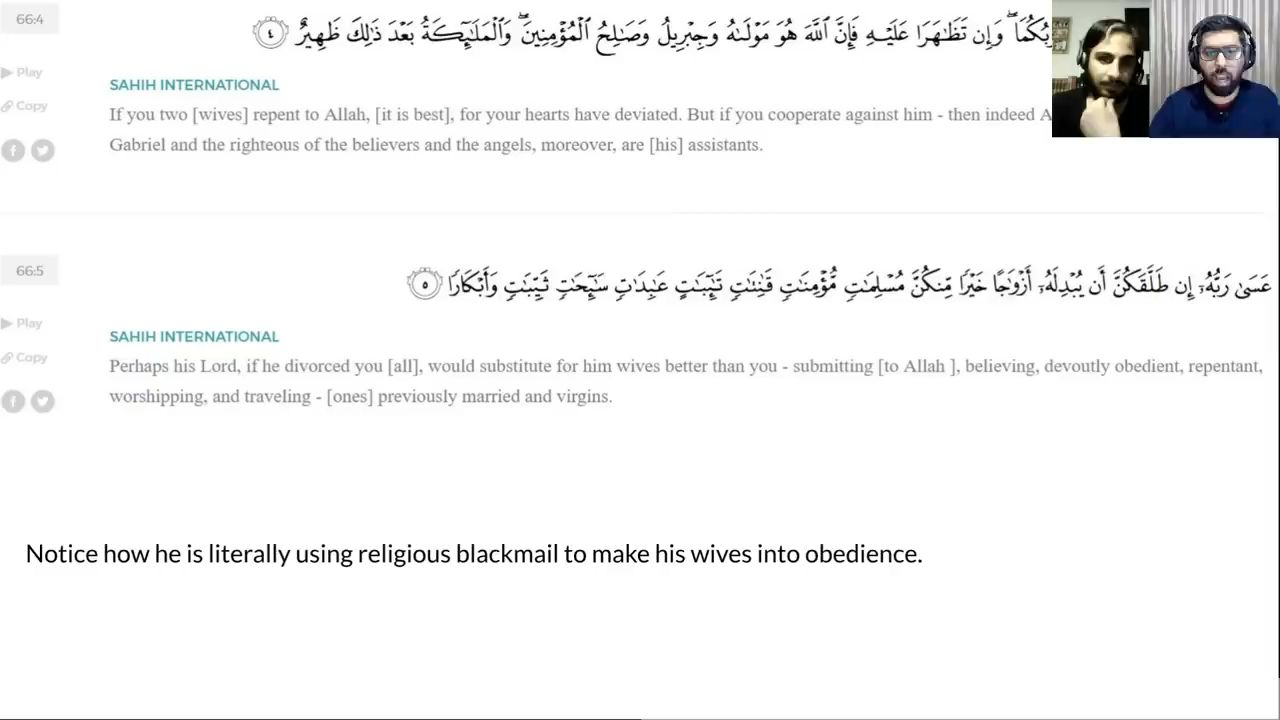 66:4
بُكُمَاۖ وَإِن تَظَٰهَرَا عَلَيۡهِ فَإِنَّ ٱللَّهَ هُوَ مَوۡلَىٰهُ وَجِبۡرِيلُ وَصَٰلِحُ ٱلۡمُؤۡمِنِينَۖ وَٱلۡمَلَٰٓئِكَةُ بَعۡدَ ذَٰلِكَ ظَهِيرٌ ٤
Play
SAHIH INTERNATIONAL
Copy
If you two [wives] repent to Allah, [it is best], for your hearts have deviated. But if you cooperate against him - then indeed A
Gabriel and the righteous of the believers and the angels, moreover, are [his] assistants.
66:5
عَسَىٰ رَبُّهُۥٓ إِن طَلَّقَكُنَّ أَن يُبۡدِلَهُۥٓ أَزۡوَٰجًا خَيۡرٗا مِّنكُنَّ مُسۡلِمَٰتٖ مُّؤۡمِنَٰتٖ قَٰنِتَٰتٖ تَٰٓئِبَٰتٍ عَٰبِدَٰتٖ سَٰٓئِحَٰتٖ ثَيِّبَٰتٖ وَأَبۡكَارٗا ٥
Play
SAHIH INTERNATIONAL
Copy
Perhaps his Lord, if he divorced you [all], would substitute for him wives better than you - submitting [to Allah ], believing, devoutly obedient, repentant,
worshipping, and traveling - [ones] previously married and virgins.
Notice how he is literally using religious blackmail to make his wives into obedience.